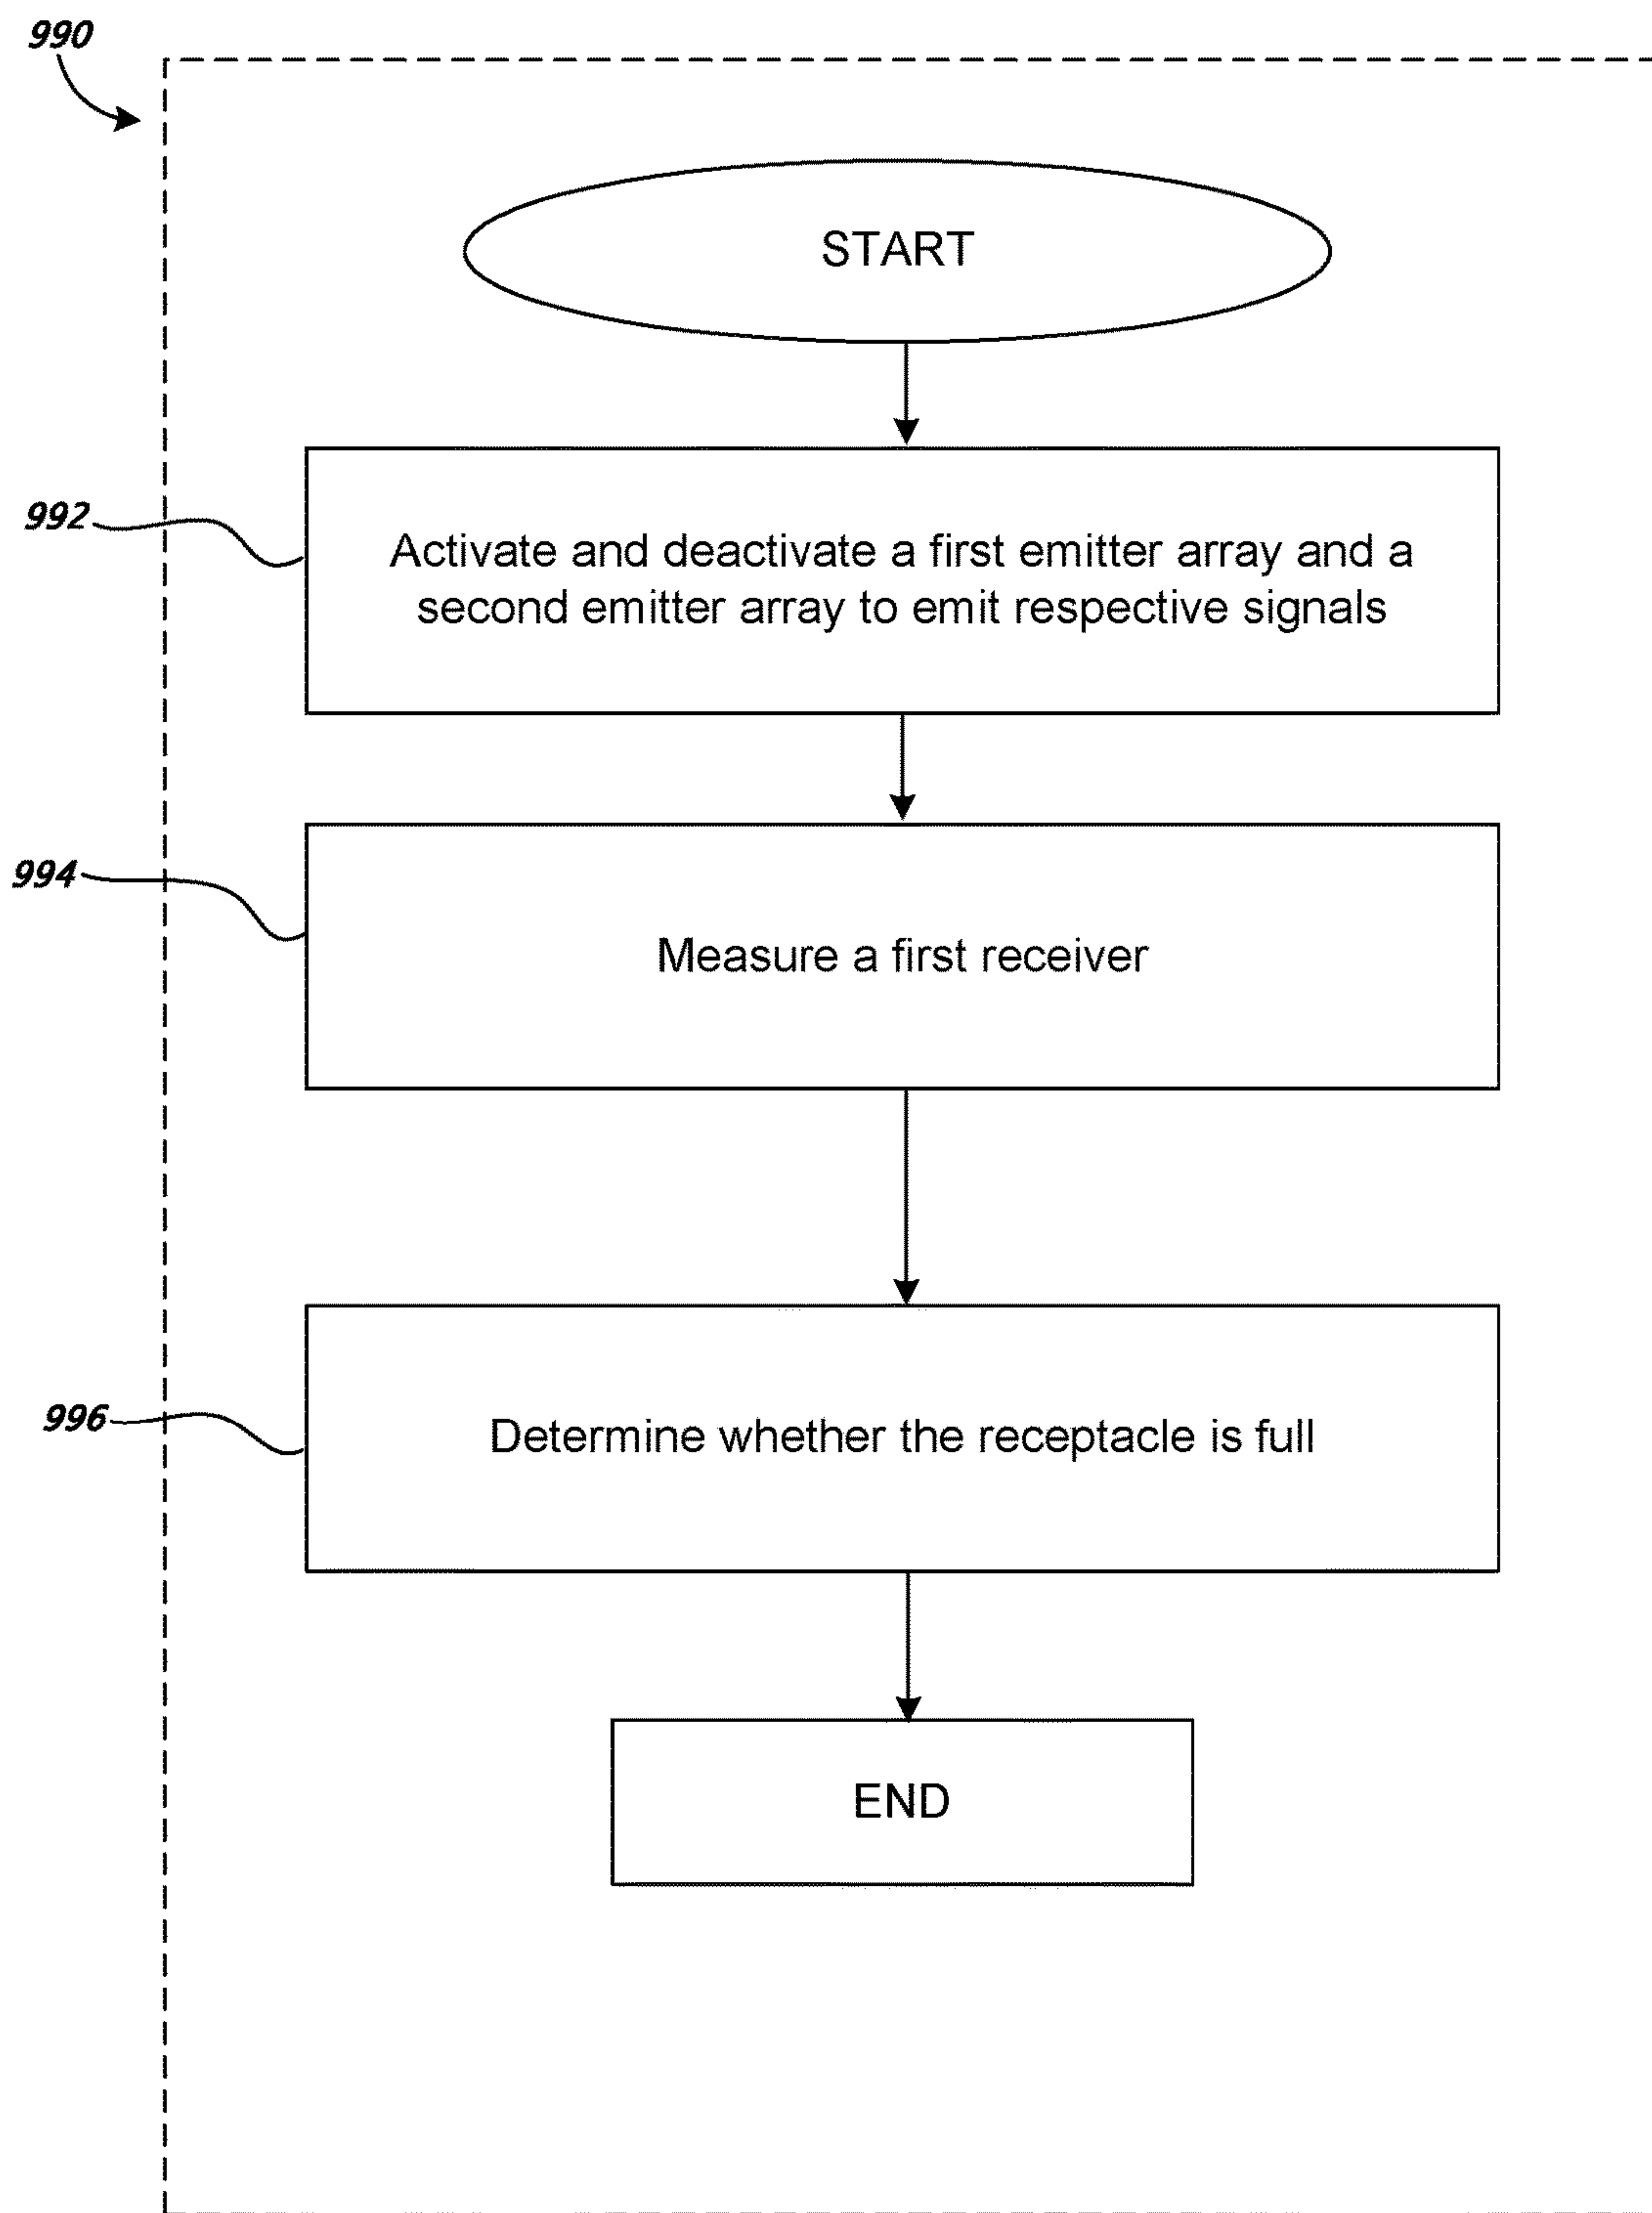 990
START
992
Activate and deactivate a first emitter array and a
second emitter array to emit respective signals
994
Measure a first receiver
996
Determine whether the receptacle is full
END